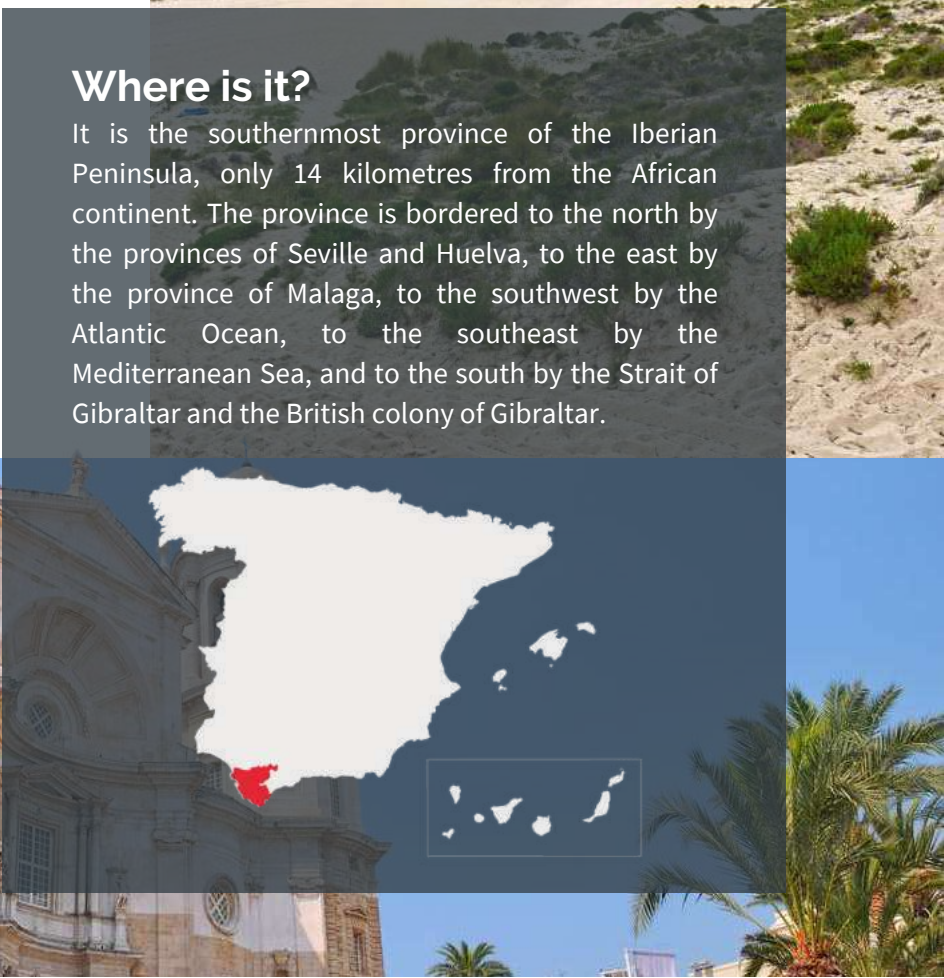 Where is it?
It is the southernmost province of the Iberian
Peninsula, only 14 kilometres from the African
continent. The province is bordered to the north by
the provinces of Seville and Huelva, to the east by
the province of Malaga, to the southwest by the
Atlantic Ocean, to the southeast by the
Mediterranean Sea, and to the south by the Strait of
Gibraltar and the British colony of Gibraltar.